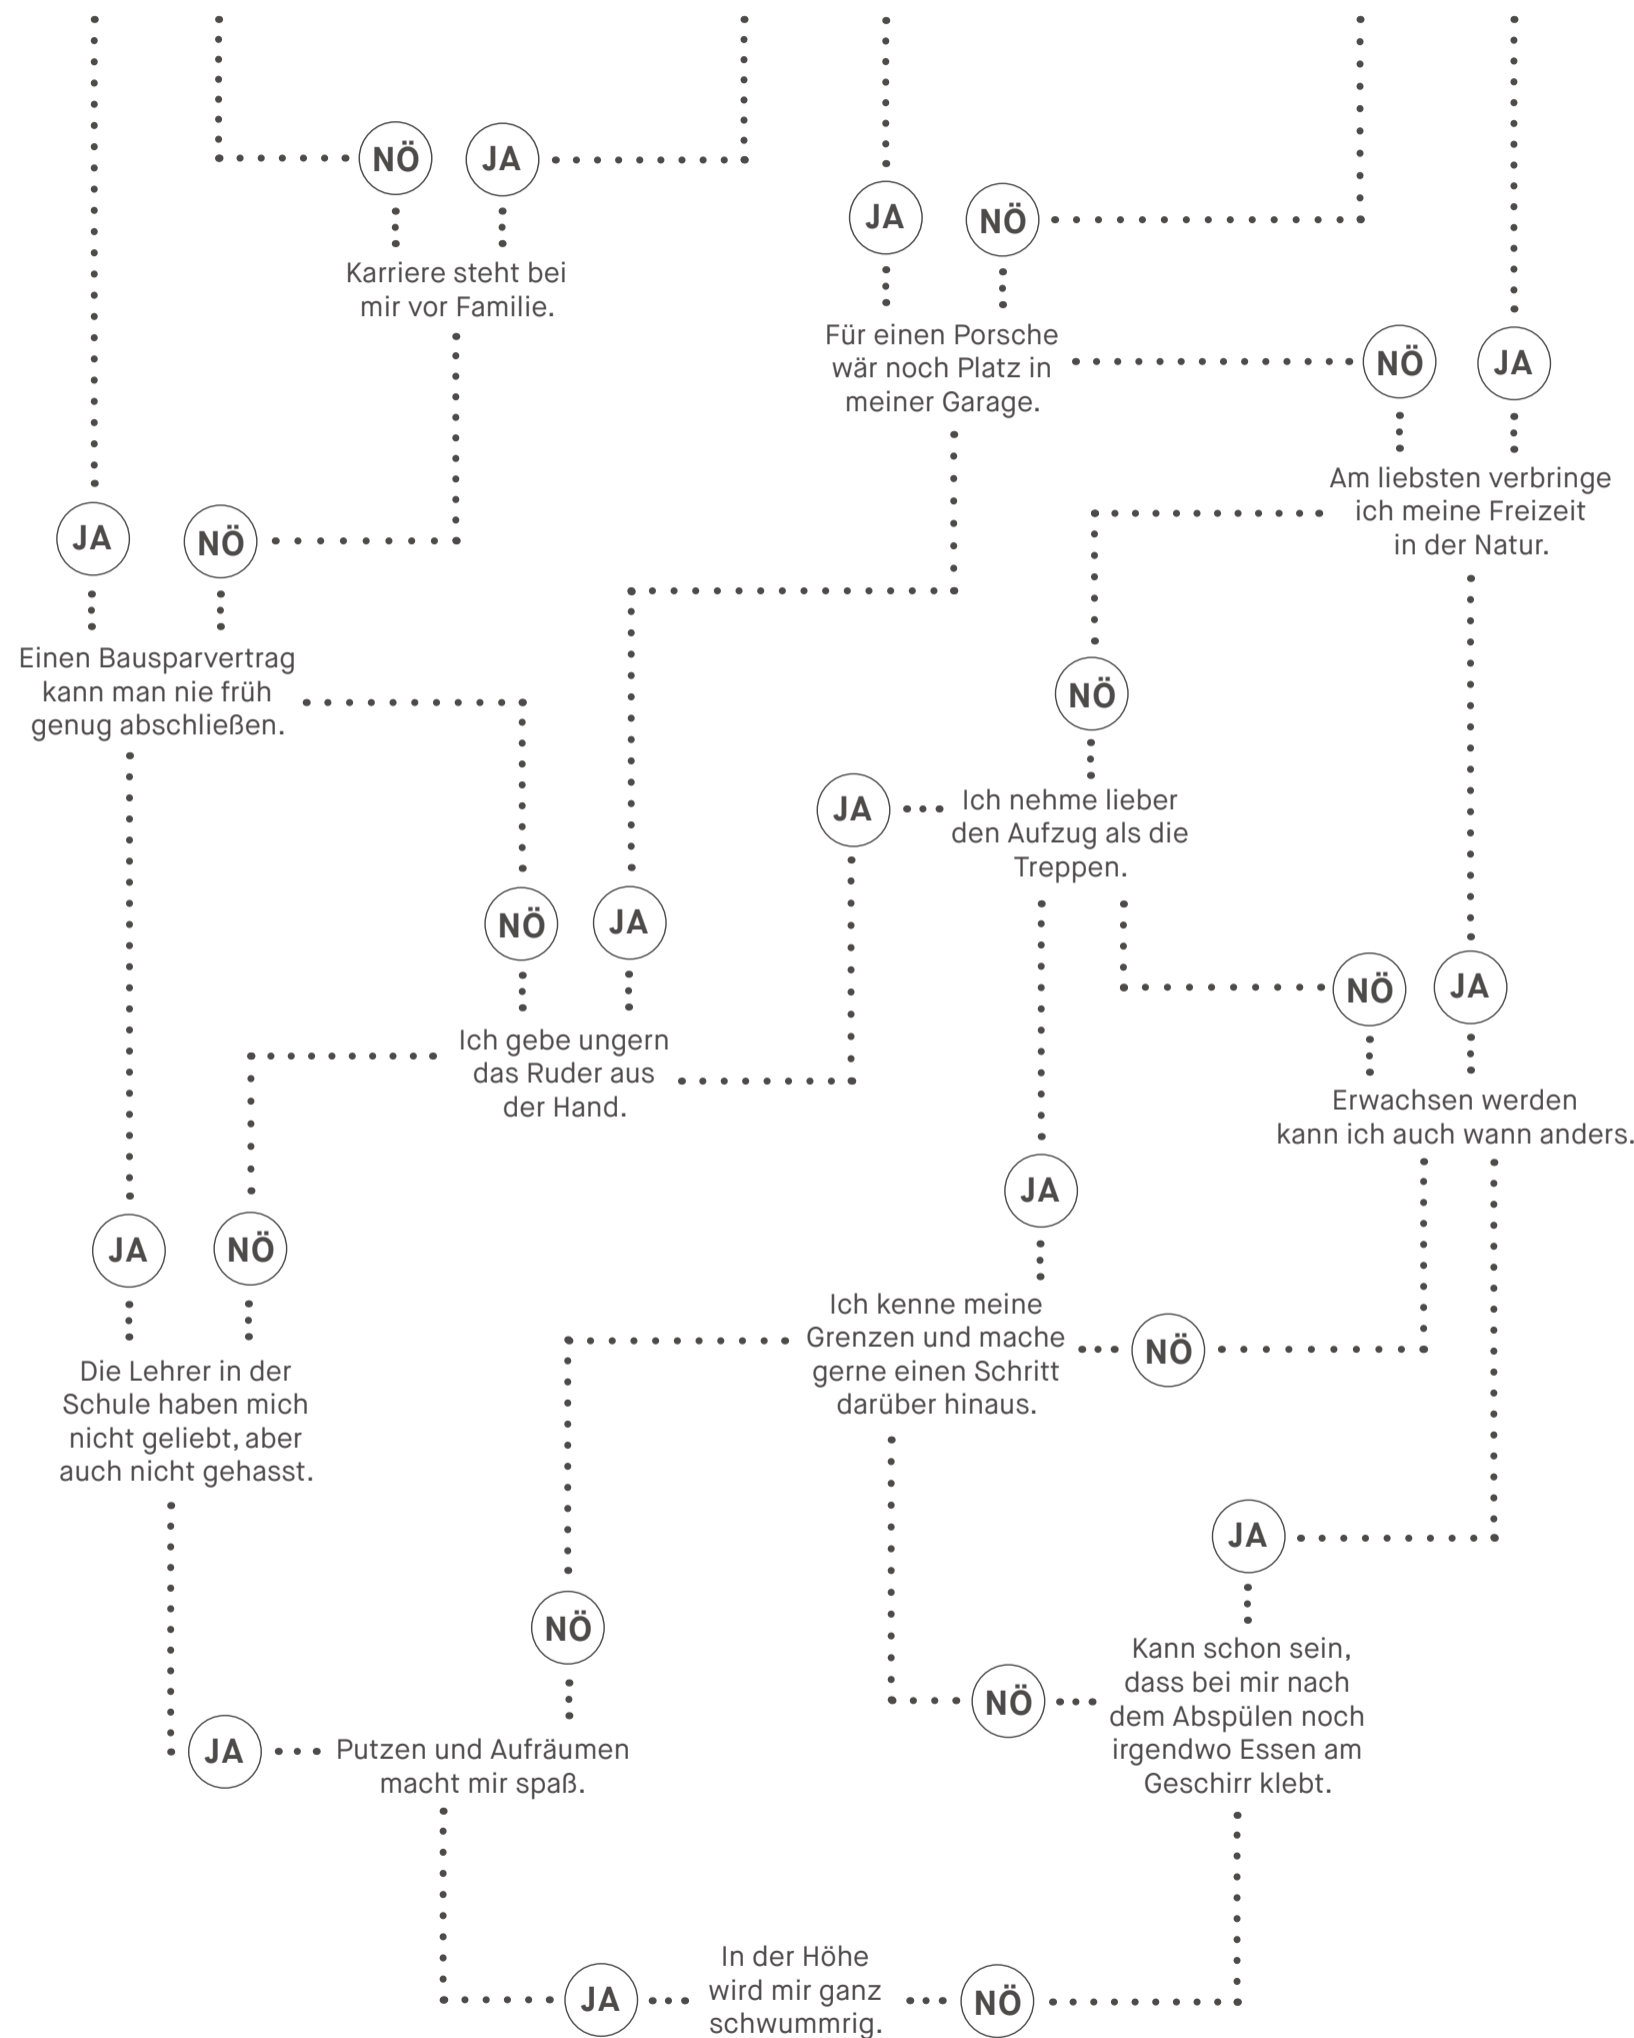 NÖ
JA
Karriere steht bei
mir vor Familie.
JA
NÖ
Für einen Porsche
wär noch Platz in
meiner Garage.
NÖ
JA
Am liebsten verbringe
ich meine Freizeit
in der Natur.
JA
NÖ
Einen Bausparvertrag
kann man nie früh
genug abschließen.
NÖ
JA
Ich nehme lieber
den Aufzug als die
Treppen.
NÖ
JA
Ich gebe ungern
das Ruder aus
der Hand.
NÖ
JA
Erwachsen werden
kann ich auch wann anders.
JA
JA
NÖ
Die Lehrer in der
Schule haben mich
nicht geliebt, aber
auch nicht gehasst.
Ich kenne meine
Grenzen und mache
gerne einen Schritt
darüber hinaus.
NÖ
JA
NÖ
NÖ
Kann schon sein,
dass bei mir nach
dem Abspülen noch
irgendwo Essen am
Geschirr klebt.
JA
Putzen und Aufräumen
macht mir spaß.
JA
In der Höhe
wird mir ganz
schwummrig.
NÖ